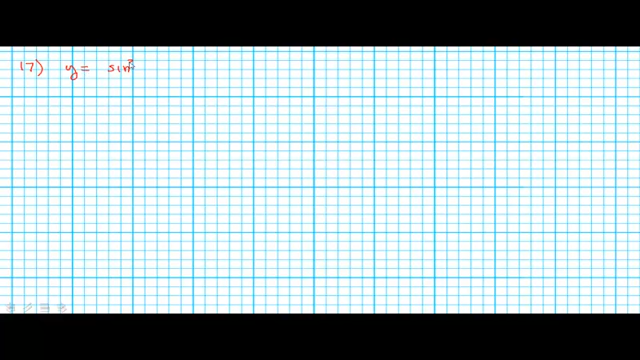 17) y = sin²